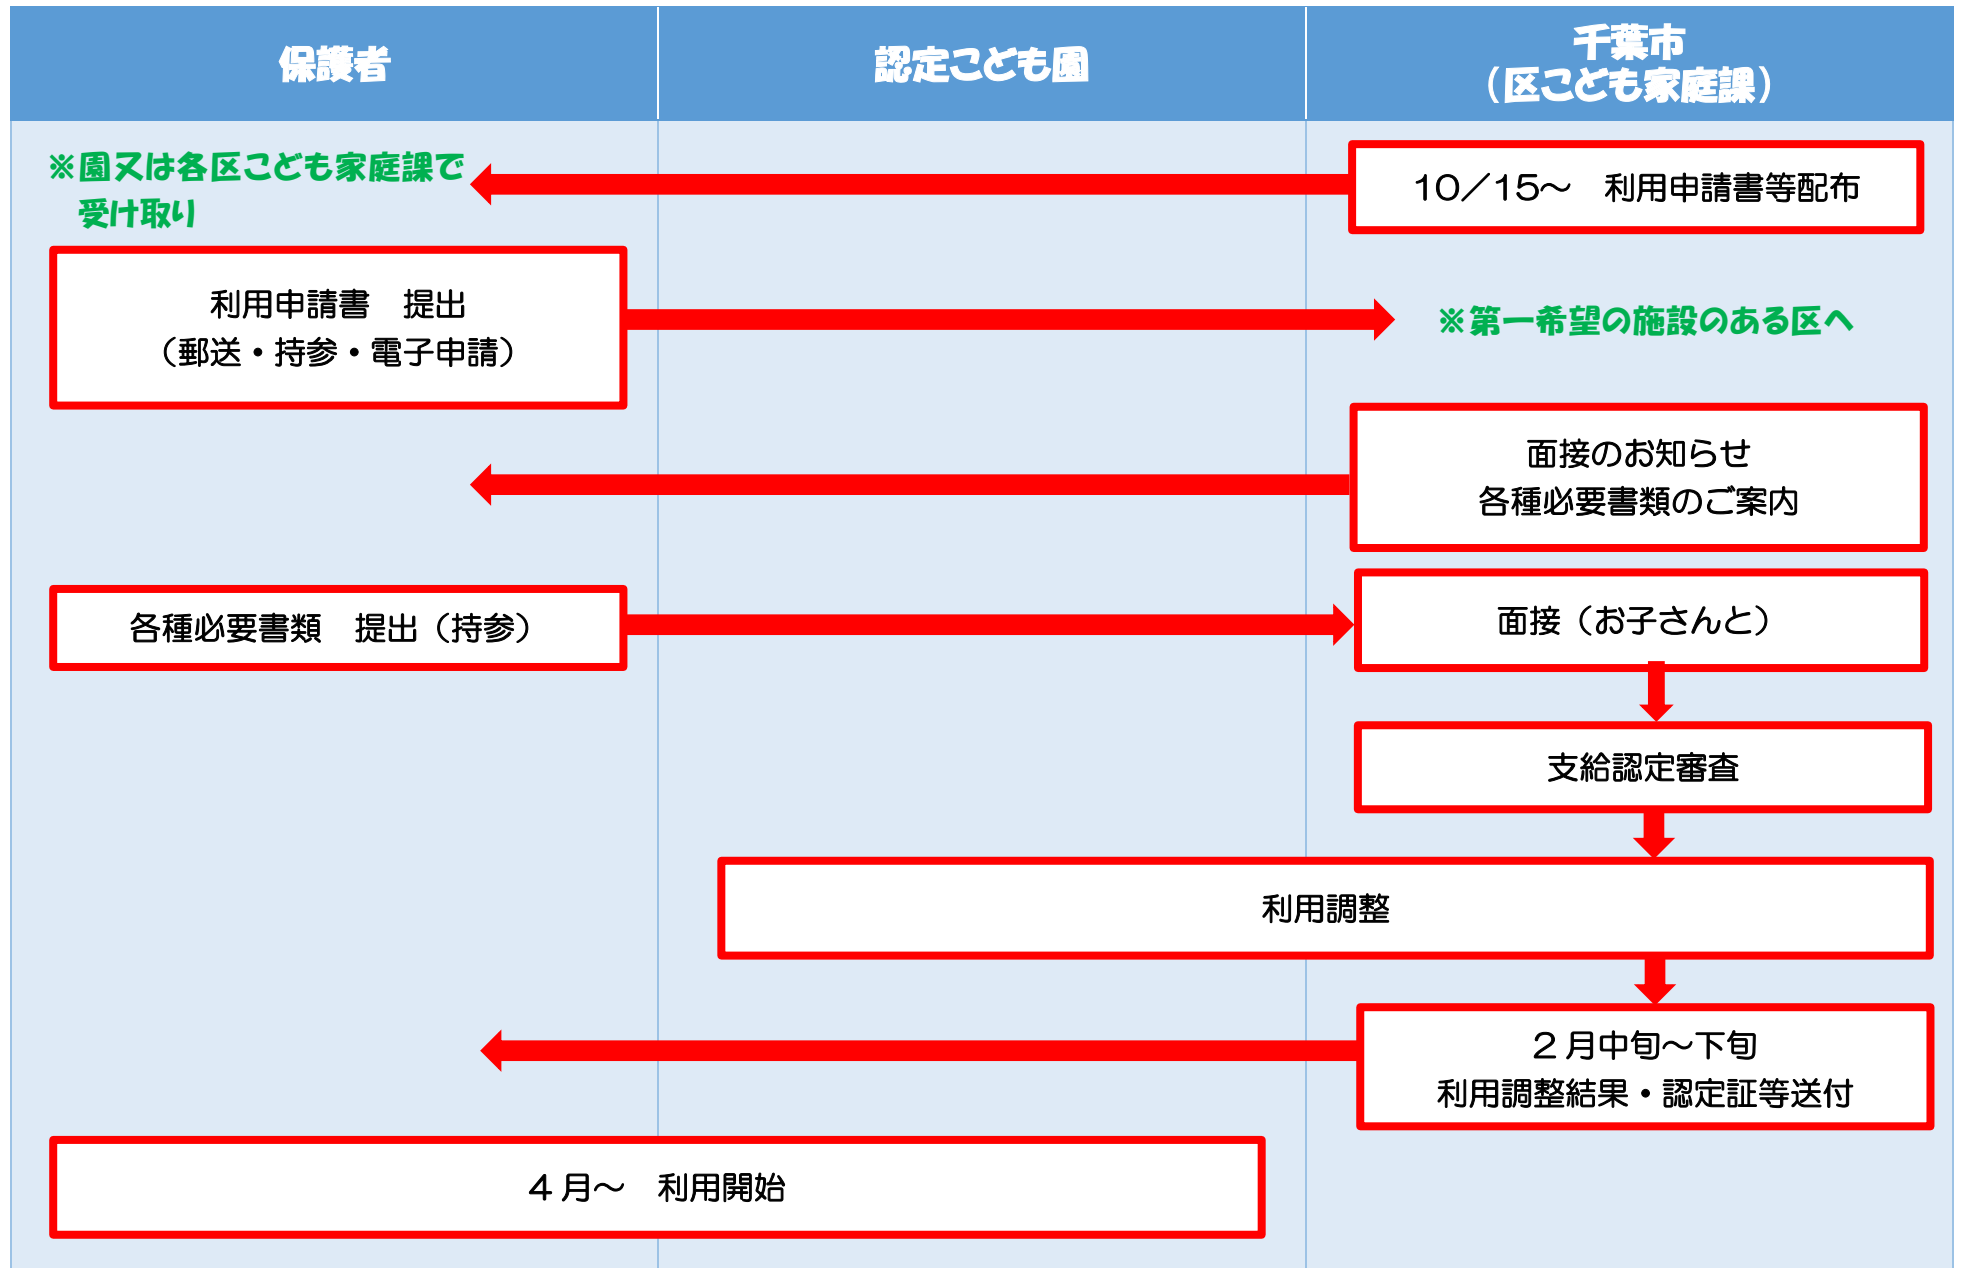 保護者
認定こども園
千葉市
（区こども家庭課）
※園又は各区こども家庭課で
受け取り
10／15～　利用申請書等配布
利用申請書　提出
（郵送・持参・電子申請）
※第一希望の施設のある区へ
面接のお知らせ
各種必要書類のご案内
各種必要書類　提出（持参）
面接（お子さんと）
支給認定審査
利用調整
２月中旬～下旬
利用調整結果・認定証等送付
４月～　利用開始